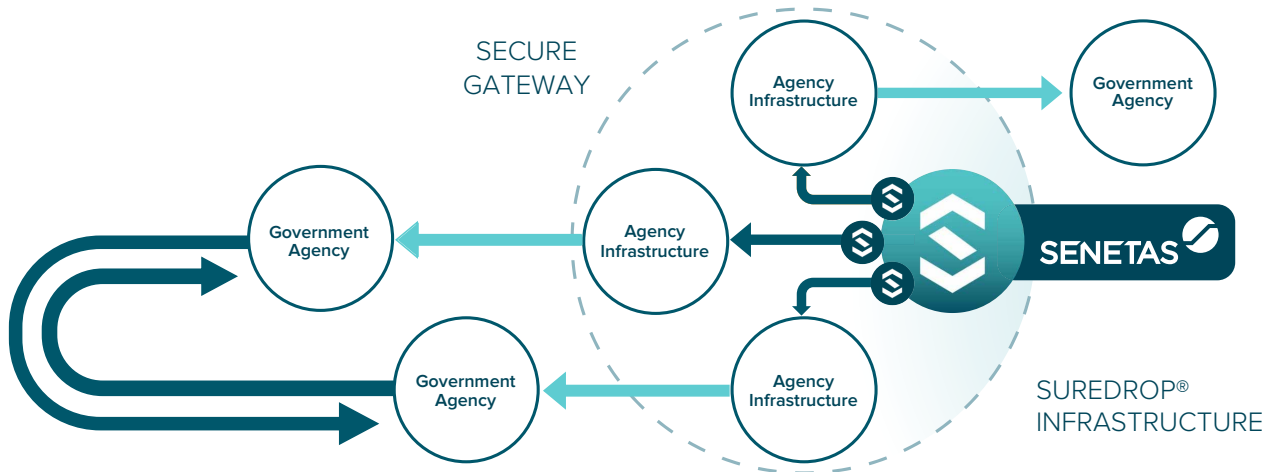 SECURE
GATEWAY
Agency
Infrastructure
Government
Agency
Government
Agency
Agency
Infrastructure
SENETAS
Government
Agency
Agency
Infrastructure
SUREDROP®
INFRASTRUCTURE